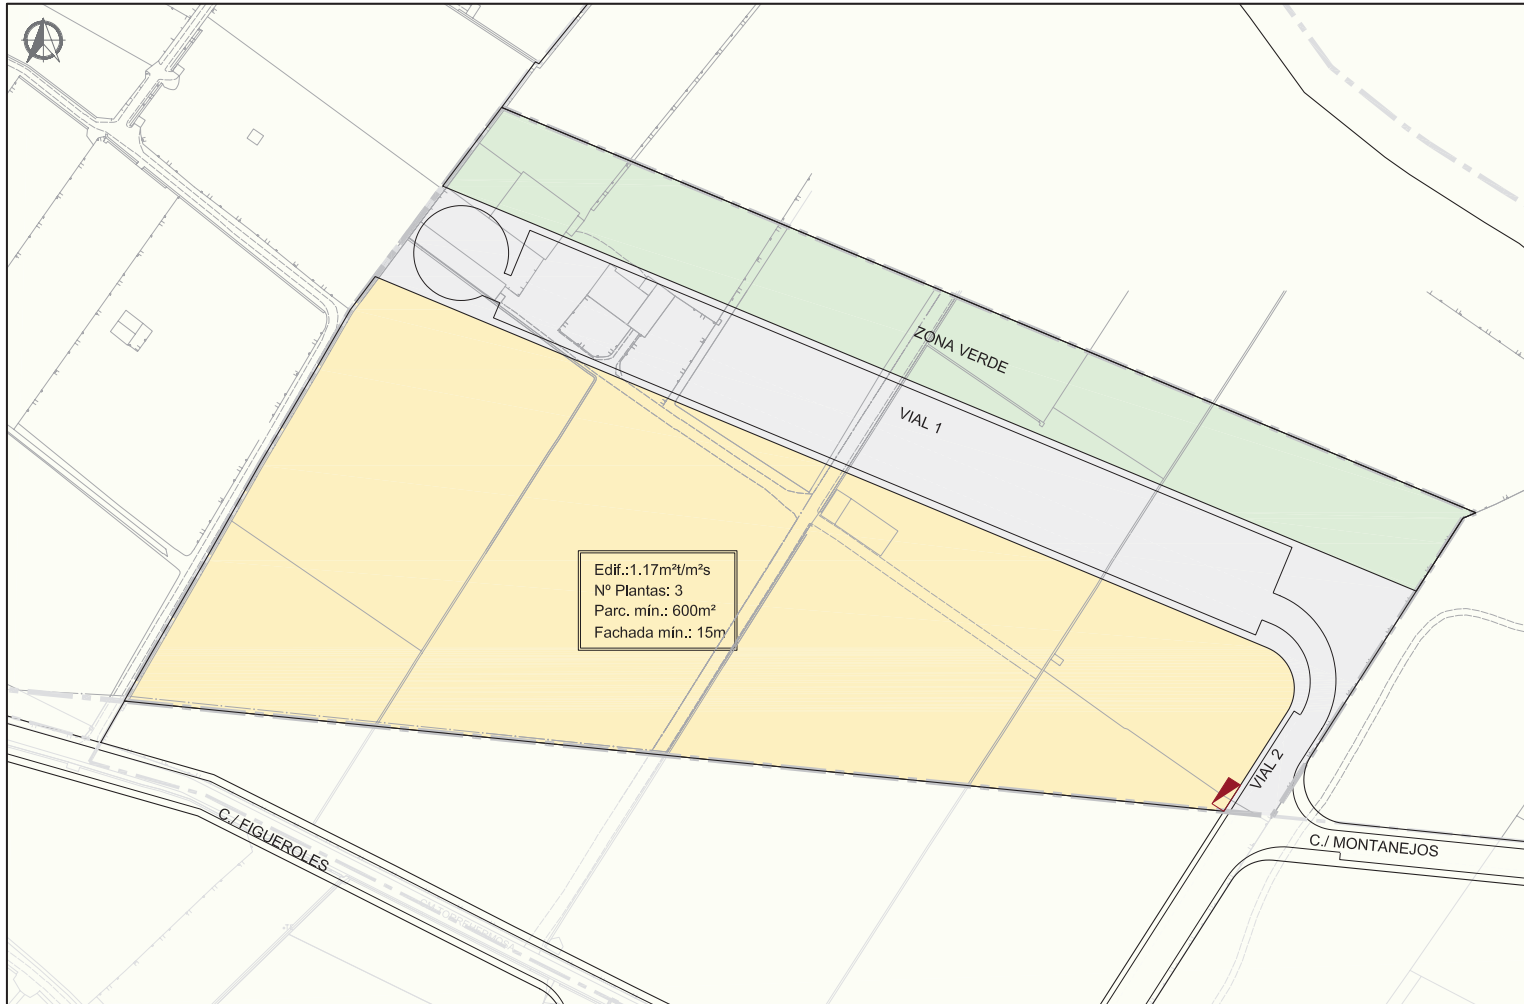 ZONA VERDE
VIAL 1
Edif.:1.17m²t/m²s
Nº Plantas: 3
Parc. mín.: 600m²
Fachada mín.: 15m
VIAL 2
C./ FIGUEROLES
C./ MONTANEJOS